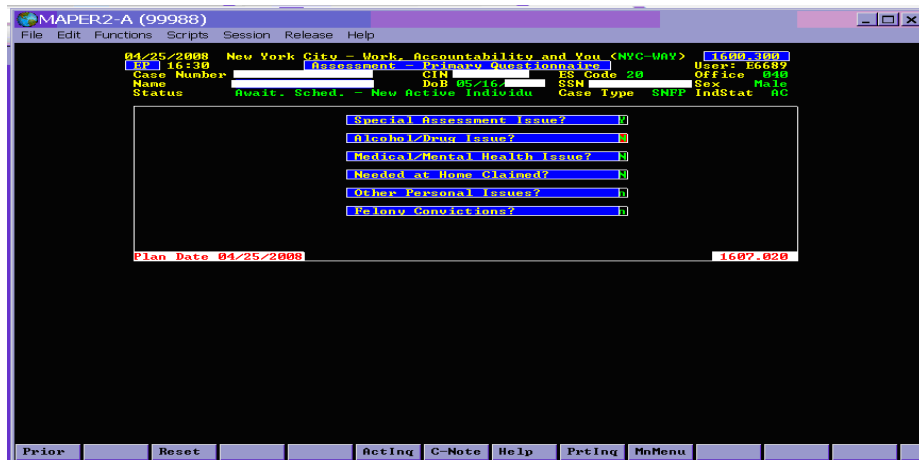 MAPER2-A (99988)
File Edit Functions Scripts Session Release Help
04/25/2008 New York City - Work, Accountability and You (NYC-WAY) 1600.300
EP 16:30 Assessment - Primary Questionnaire User: E6689
Case Number CIN ES Code 20 Office 040
Name DoB 05/16/ SSN Sex Male
Status Await. Sched. - New Active Individu Case Type SNFP IndStat AC
Special Assessment Issue? Y
Alcohol/Drug Issue? N
Medical/Mental Health Issue? N
Needed at Home Claimed? N
Other Personal Issues? n
Felony Convictions? n
Plan Date 04/25/2008 1607.020
Prior Reset ActInq C-Note Help PrtInq MnMenu